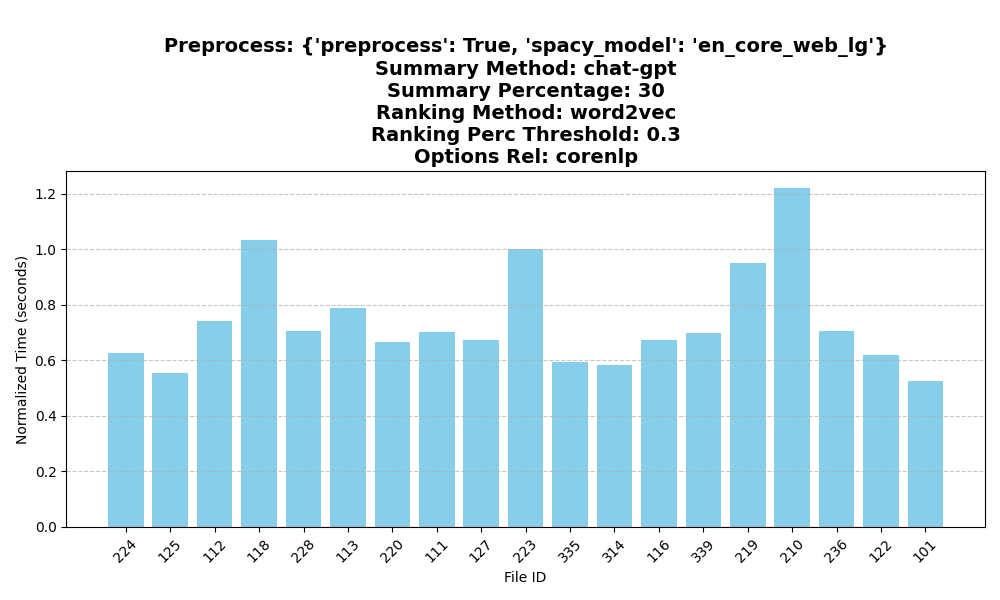 Preprocess: {'preprocess': True, 'spacy_model': 'en_core_web_lg'}
Summary Method: chat-gpt
Summary Percentage: 30
Ranking Method: word2vec
Ranking Perc Threshold: 0.3
Options Rel: corenlp
Normalized Time (seconds)
1.2
1.0
0.8
0.6
0.4
0.2
0.0
224 125 112 118 228 113 220 111 127 223 335 314 116 339 219 210 236 122 101
File ID